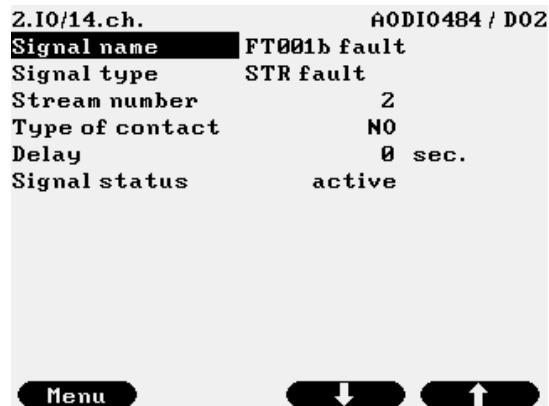 2.IO/14.ch. AODIO484 / DO2
Signal name FT001b fault
Signal type STR fault
Stream number 2
Type of contact NO
Delay 0 sec.
Signal status active
Menu ⬇ ⬆